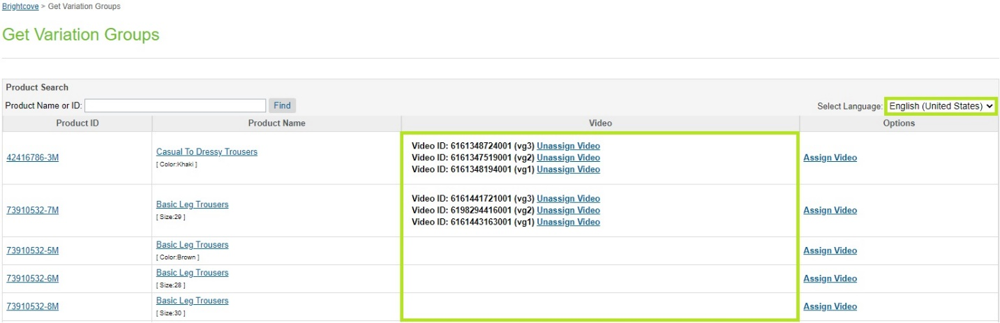 Brightcove > Get Variation Groups
Get Variation Groups
Product Search
Product Name or ID: Find Select Language: English (United States)
Product ID Product Name Video Options
42416786-3M Casual To Dressy Trousers [ Color:Khaki ] Video ID: 6161348724001 (vg3) Unassign Video
Video ID: 6161347519001 (vg2) Unassign Video
Video ID: 6161348194001 (vg1) Unassign Video
Assign Video
73910532-7M Basic Leg Trousers [ Size:29 ] Video ID: 6161441721001 (vg3) Unassign Video
Video ID: 6198294416001 (vg2) Unassign Video
Video ID: 6161443163001 (vg1) Unassign Video
Assign Video
73910532-5M Basic Leg Trousers [ Color:Brown ] Assign Video
73910532-6M Basic Leg Trousers [ Size:28 ] Assign Video
73910532-8M Basic Leg Trousers [ Size:30 ] Assign Video